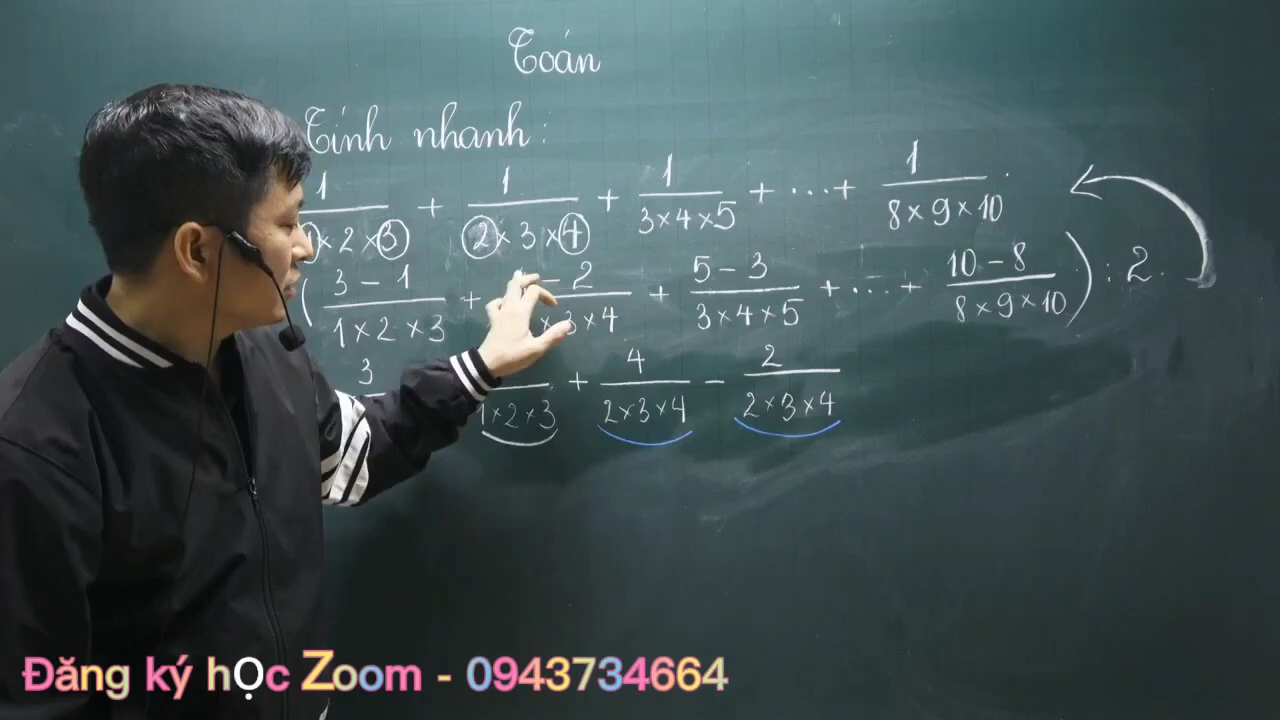 Toán
Tính nhanh:
1/(1×2×3) + 1/(2×3×4) + 1/(3×4×5) + ...+ 1/(8×9×10)
( (3-1)/(1×2×3) + -2/(×3×4) + (5-3)/(3×4×5) + ...+ (10-8)/(8×9×10) ) : 2.
3/ /(1×2×3) + 4/(2×3×4) - 2/(2×3×4)
Đăng ký học Zoom - 0943734664